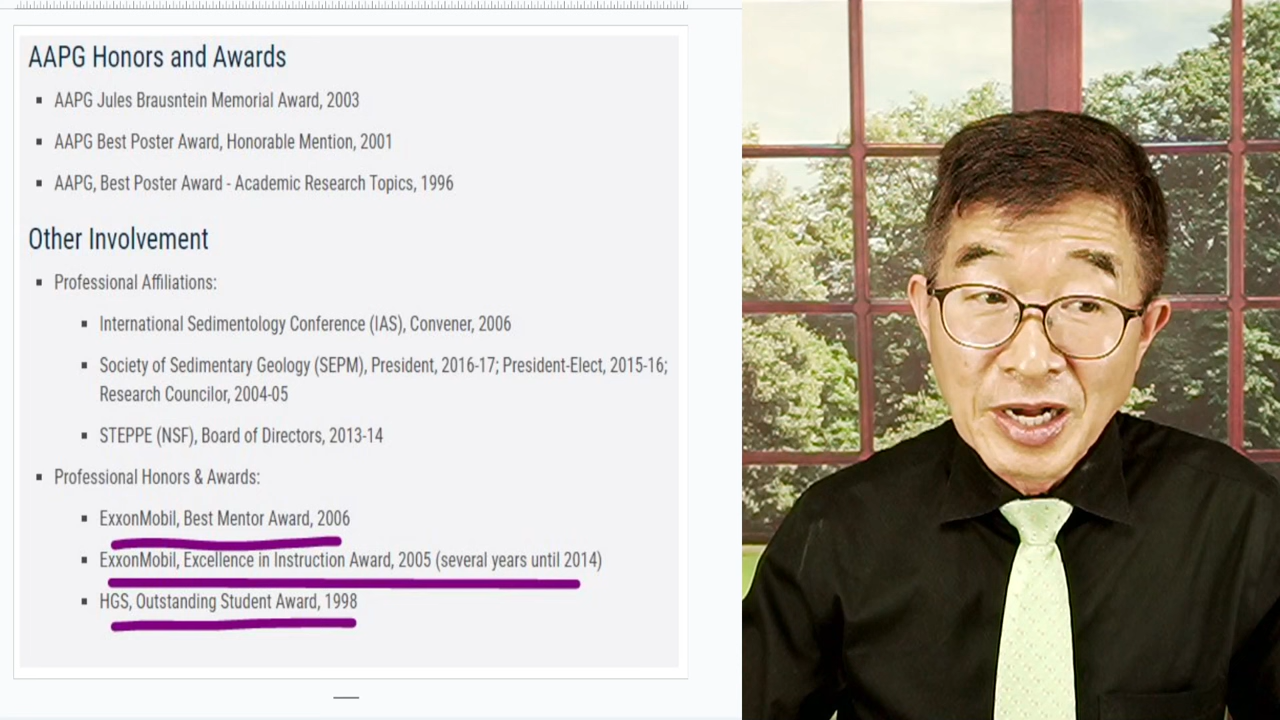 AAPG Honors and Awards
AAPG Jules Brausntein Memorial Award, 2003
AAPG Best Poster Award, Honorable Mention, 2001
AAPG, Best Poster Award - Academic Research Topics, 1996
Other Involvement
Professional Affiliations:
International Sedimentology Conference (IAS), Convener, 2006
Society of Sedimentary Geology (SEPM), President, 2016-17; President-Elect, 2015-16;
Research Councilor, 2004-05
STEPPE (NSF), Board of Directors, 2013-14
Professional Honors & Awards:
ExxonMobil, Best Mentor Award, 2006
ExxonMobil, Excellence in Instruction Award, 2005 (several years until 2014)
HGS, Outstanding Student Award, 1998